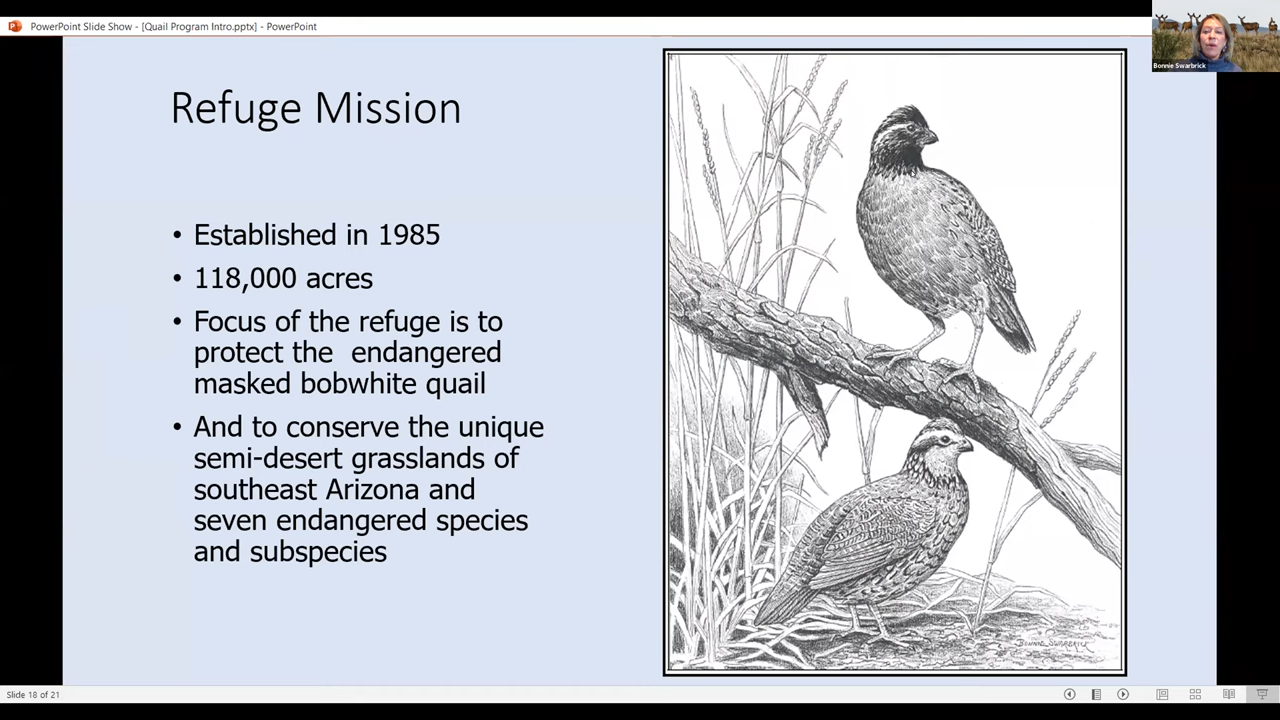 PowerPoint Slide Show - [Quail Program Intro.pptx] - PowerPoint
Bonnie Swarbrick
Refuge Mission
• Established in 1985
• 118,000 acres
• Focus of the refuge is to
protect the  endangered
masked bobwhite quail
• And to conserve the unique
semi-desert grasslands of
southeast Arizona and
seven endangered species
and subspecies
BONNIE SWARBRICK
Slide 18 of 21